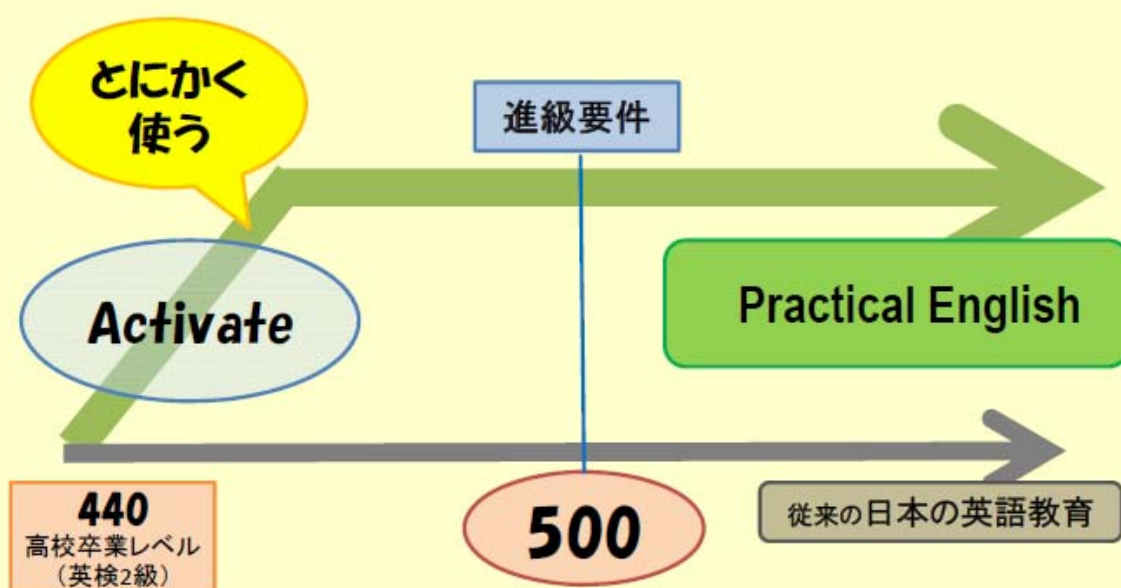 とにかく
使う
進級要件
Activate
Practical English
440
高校卒業レベル
（英検2級）
500
従来の日本の英語教育